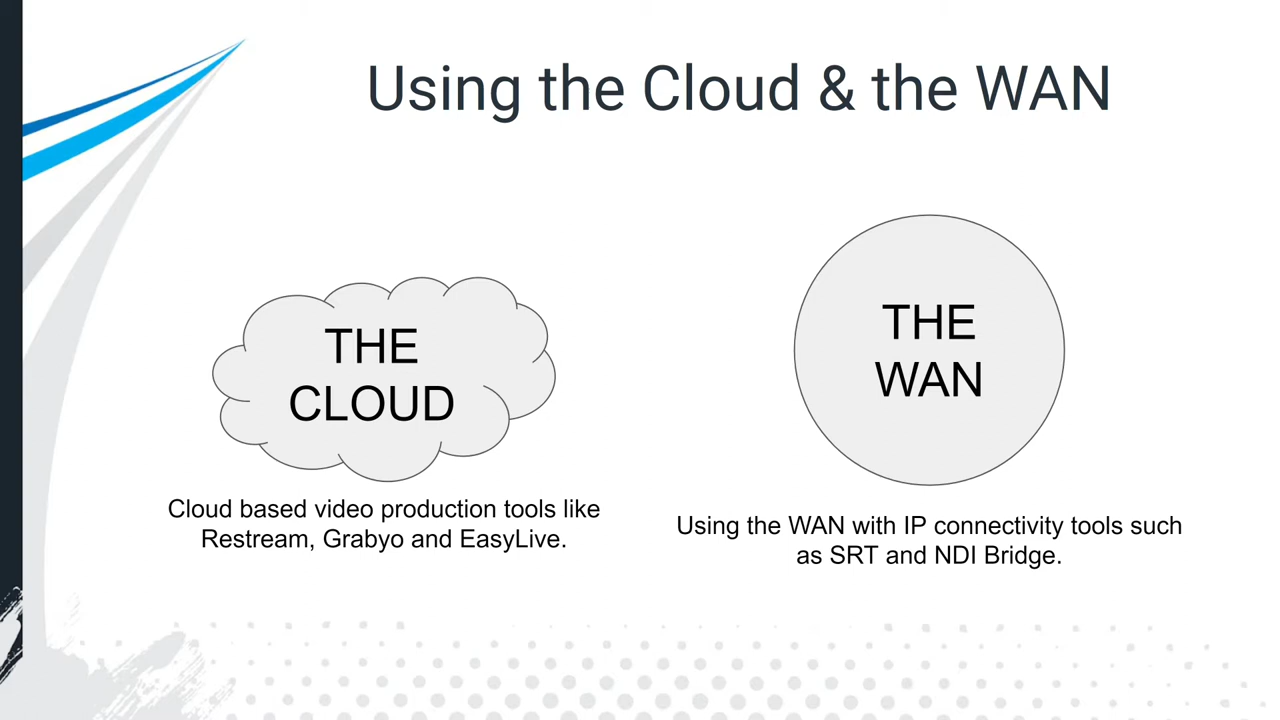 Using the Cloud & the WAN
THE
CLOUD
Cloud based video production tools like
Restream, Grabyo and EasyLive.
THE
WAN
Using the WAN with IP connectivity tools such
as SRT and NDI Bridge.